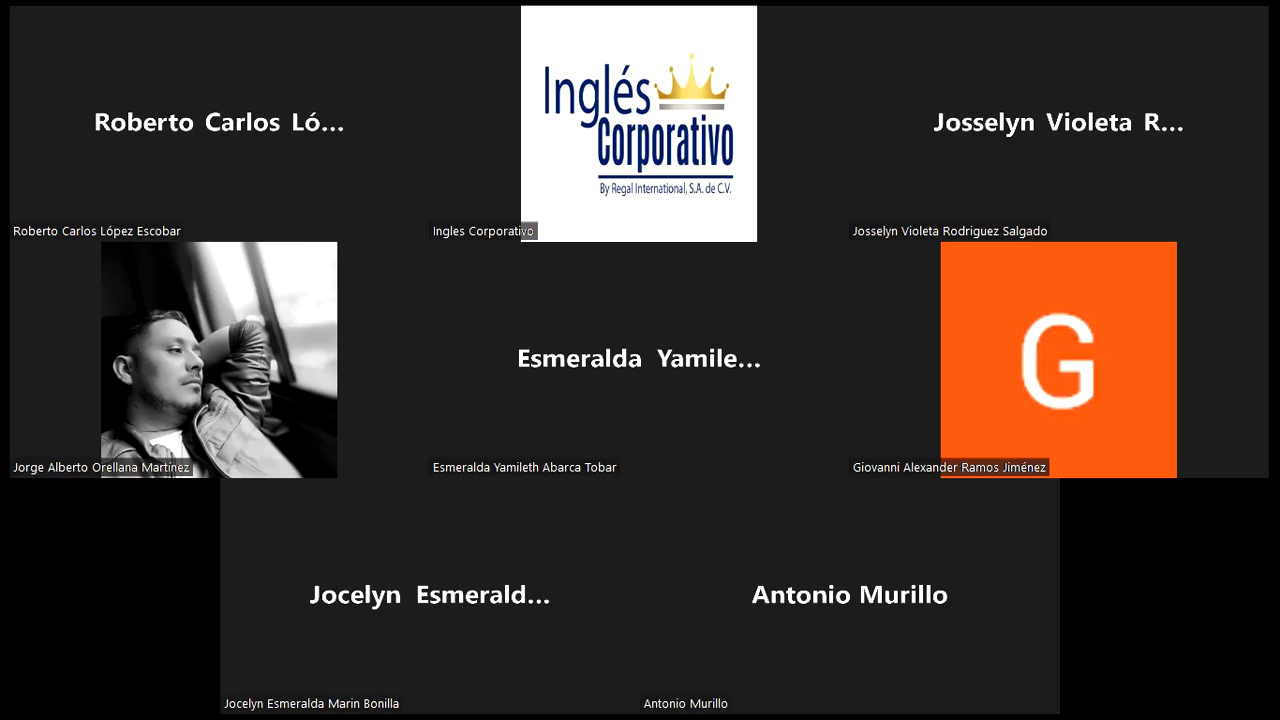 Roberto Carlos Ló...
Roberto Carlos López Escobar
Inglés
Corporativo
By Regal International, S.A. de C.V.
Ingles Corporativo
Josselyn Violeta R...
Josselyn Violeta Rodriguez Salgado
Jorge Alberto Orellana Martínez
Esmeralda Yamile...
Esmeralda Yamileth Abarca Tobar
G
Giovanni Alexander Ramos Jiménez
Jocelyn Esmerald...
Jocelyn Esmeralda Marin Bonilla
Antonio Murillo
Antonio Murillo